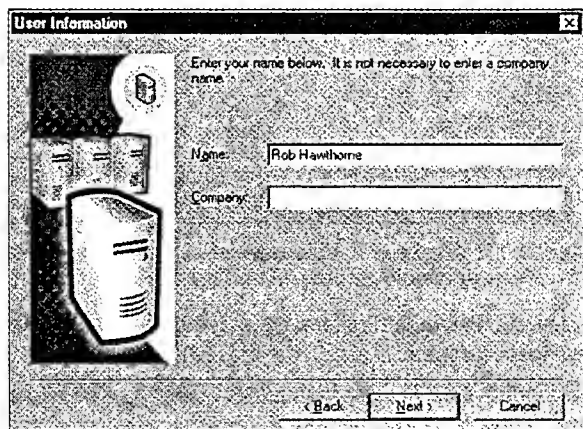 User Information
Enter your name below. It is not necessary to enter a company
name.
Name: Rob Hawthorne
Company:
< Back Next > Cancel